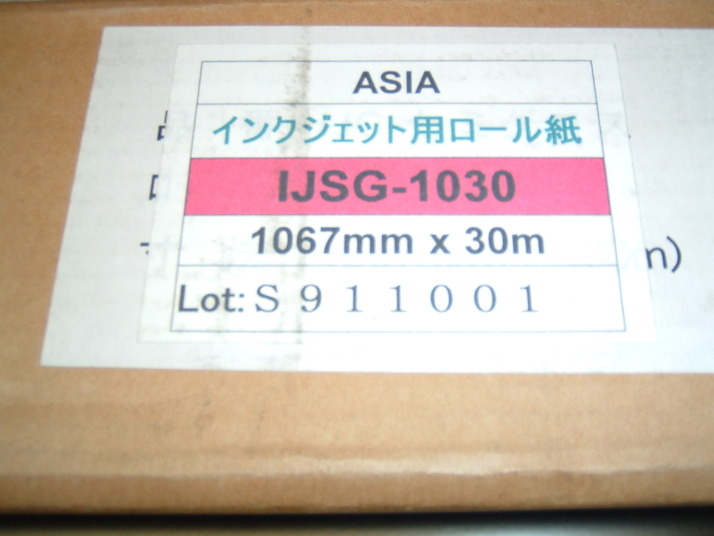 ASIA
インクジェット用ロール紙
IJSG-1030
1067mm x 30m
Lot:S911001